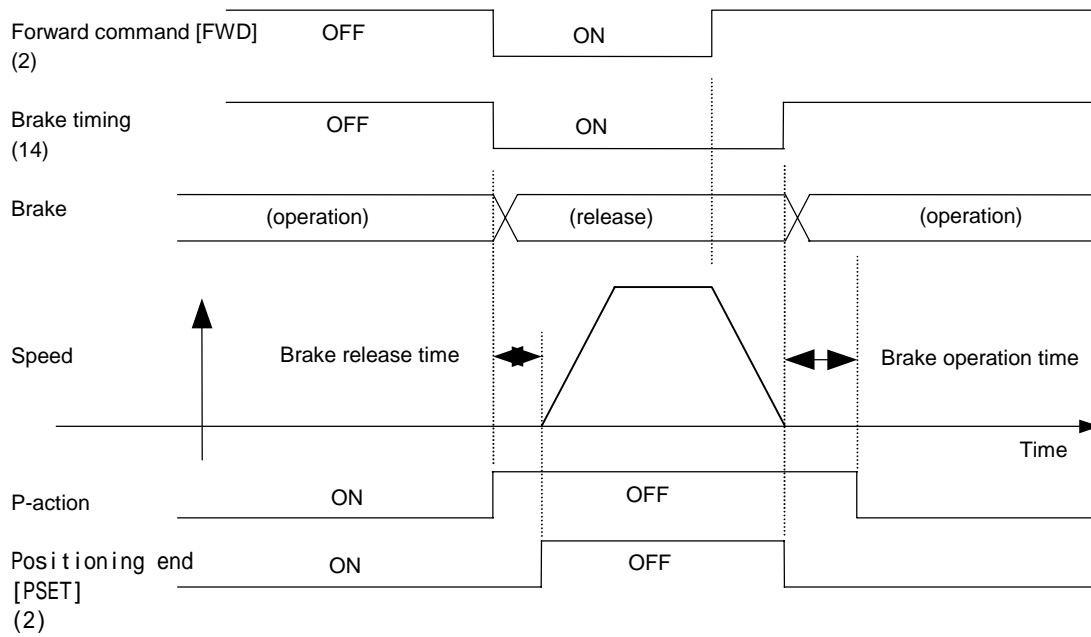 Forward command [FWD]
(2)
OFF
ON
Brake timing
(14)
OFF
ON
Brake
(operation)
(release)
(operation)
Speed
Brake release time
Brake operation time
Time
P-action
ON
OFF
Positioning end
[PSET]
(2)
ON
OFF